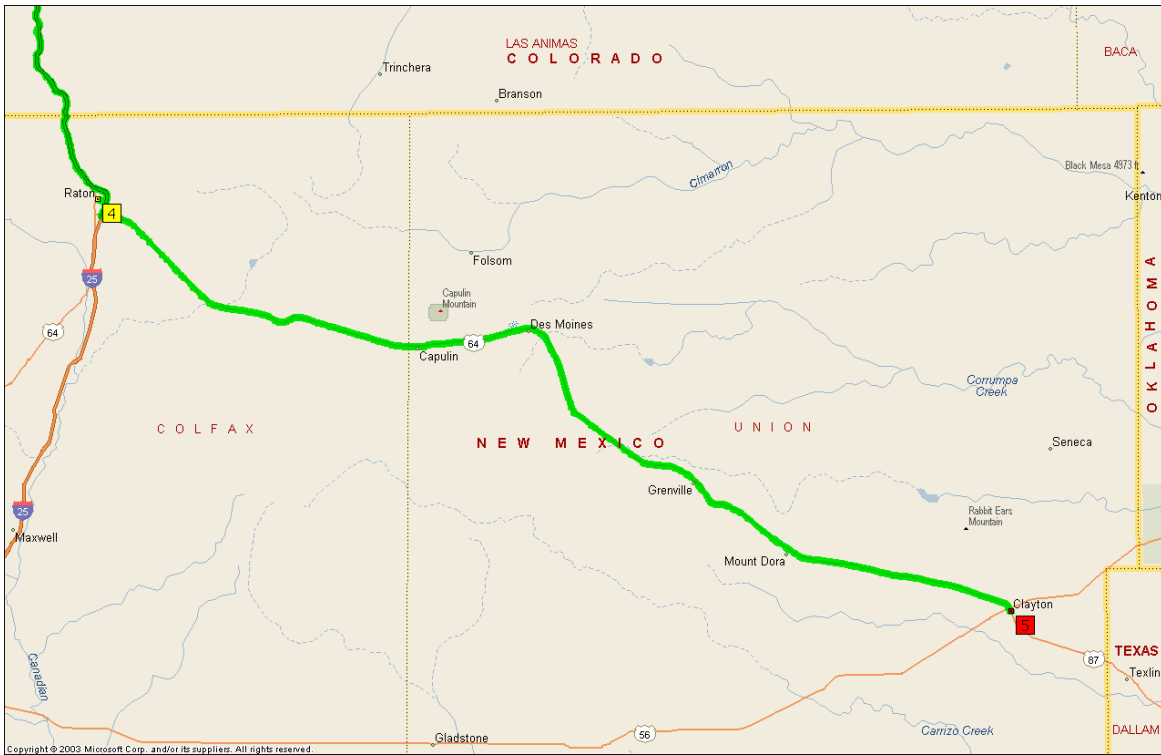 LAS ANIMAS
COLORADO
BACA
Trinchera
Branson
Black Mesa 4973 ft
Cimarron
Kenton
Raton
4
Folsom
25
Capulin
Mountain
OKLAHOMA
64
Des Moines
64
Capulin
Corrumpa
Creek
COLFAX
NEW MEXICO
UNION
Seneca
Grenville
25
Rabbit Ears
Mountain
Maxwell
Mount Dora
Clayton
5
Canadian
87
TEXAS
Texlin
56
Carrizo Creek
DALLAM
Gladstone
Copyright © 2003 Microsoft Corp. and/or its suppliers. All rights reserved.